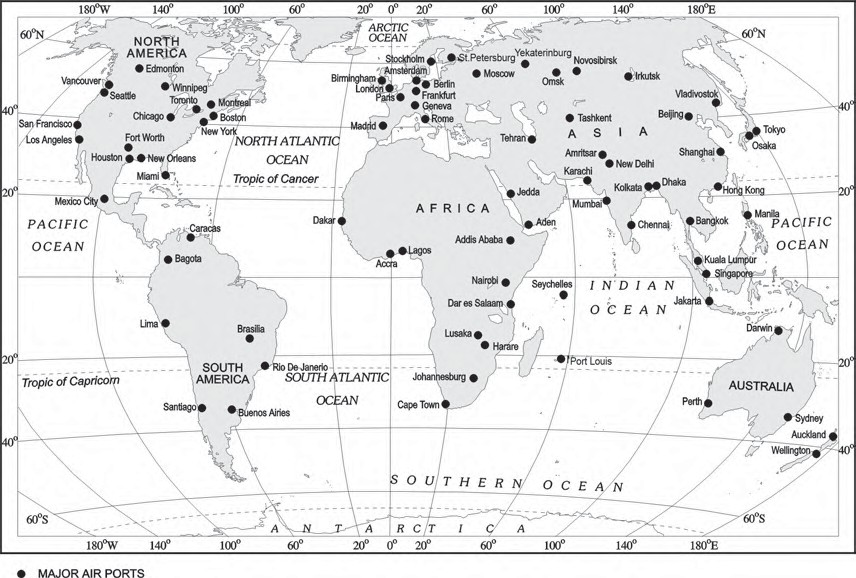 180°W 140° 100° 60° 20° 0° 20° 60° 100° 140° 180°E
60°N
60°N
ARCTIC
OCEAN
NORTH
AMERICA
Edmonton
Vancouver
Seattle
Winnipeg
Toronto
Montreal
Chicago
Boston
New York
40°
San Francisco
Los Angeles
Fort Worth
Houston
New Orleans
Miami
20°
Mexico City
NORTH ATLANTIC
OCEAN
Tropic of Cancer
PACIFIC
OCEAN
Stockholm
St.Petersburg
Amsterdam
Birmingham
London
Berlin
Paris
Frankfurt
Geneva
Madrid
Rome
Moscow
Yekaterinburg
Omsk
Novosibirsk
Irkutsk
Vladivostok
Beijing
Tokyo
Osaka
40°
ASIA
Tashkent
Tehran
Amritsar
New Delhi
Karachi
Kolkata
Dhaka
Mumbai
Chennai
Shanghai
Hong Kong
20°
Bangkok
Manila
PACIFIC
OCEAN
Jedda
Aden
AFRICA
Dakar
Addis Ababa
Lagos
Accra
Nairobi
Dar es Salaam
Seychelles
INDIAN
OCEAN
Kuala Lumpur
Singapore
Jakarta
Caracas
Bagota
Lima
Brasilia
SOUTH
AMERICA
Rio De Janerio
Santiago
Buenos Airies
20°
Tropic of Capricorn
SOUTH ATLANTIC
OCEAN
Lusaka
Harare
Port Louis
Johannesburg
Cape Town
Darwin
20°
AUSTRALIA
Perth
Sydney
Auckland
Wellington
40°
40°
SOUTHERN OCEAN
60°S
60°S
ANTARCTICA
180°W 140° 100° 60° 20° 0° 20° 60° 100° 140° 180°E
MAJOR AIR PORTS